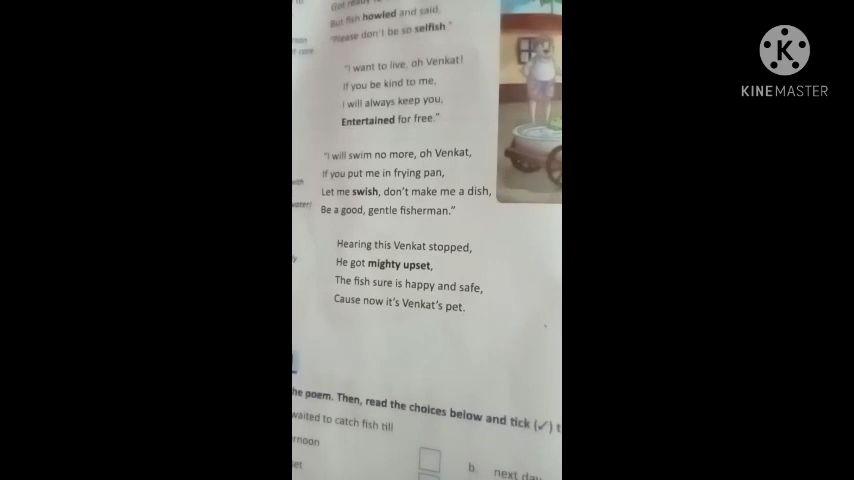 But fish howled and said,
"Please don't be so selfish."
"I want to live, oh Venkat!
If you be kind to me,
I will always keep you,
Entertained for free."
"I will swim no more, oh Venkat,
If you put me in frying pan,
Let me swish, don't make me a dish,
Be a good, gentle fisherman."
Hearing this Venkat stopped,
He got mighty upset,
The fish sure is happy and safe,
Cause now it's Venkat's pet.
poem. Then, read the choices below and tick (✓)
waited to catch fish till
b. next
K
KINEMASTER